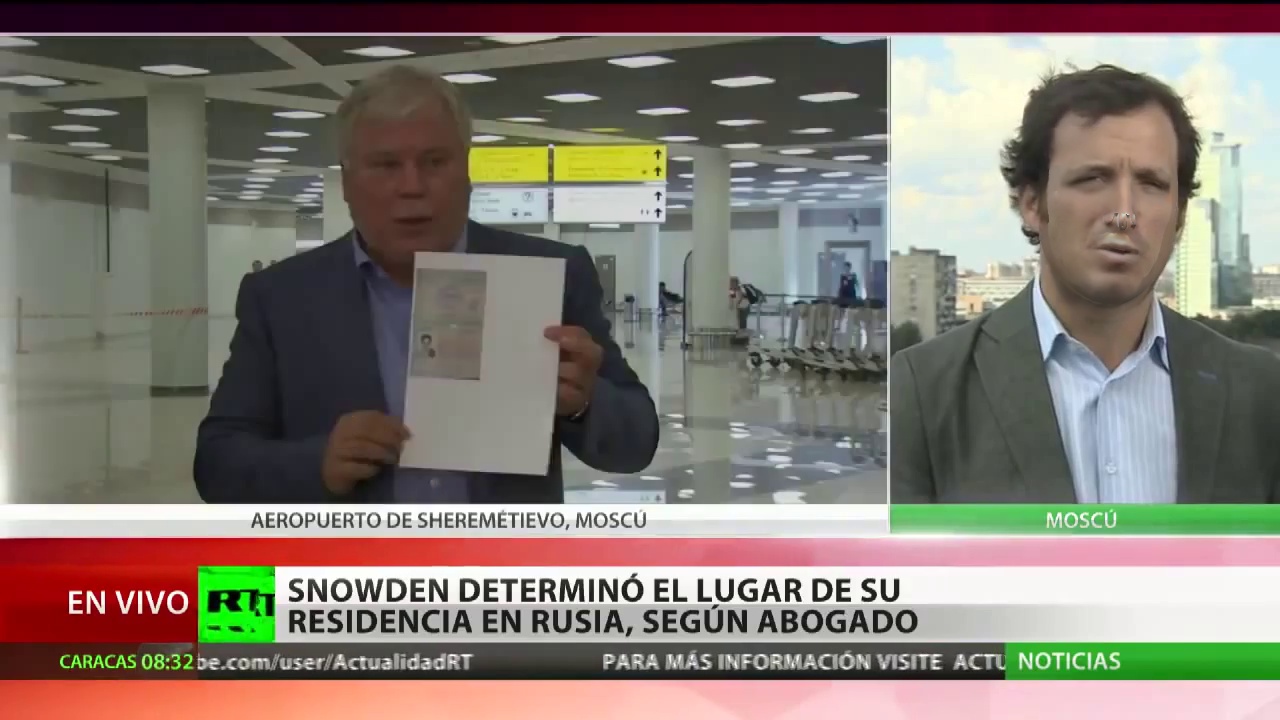 AEROPUERTO DE SHEREMÉTIEVO, MOSCÚ
MOSCÚ
EN VIVO
RT
SNOWDEN DETERMINÓ EL LUGAR DE SU
RESIDENCIA EN RUSIA, SEGÚN ABOGADO
CARACAS 08:32
be.com/user/ActualidadRT PARA MÁS INFORMACIÓN VISITE ACTU
NOTICIAS